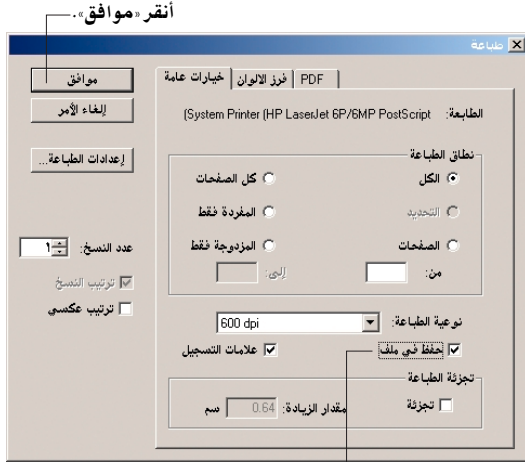 أنقر «موافق».
طباعة
خيارات عامة فرز الالوان PDF
موافق
إلغاء الأمر
إعدادات الطباعة...
الطابعة: (System Printer (HP LaserJet 6P/6MP PostScript
نطاق الطباعة
الكل كل الصفحات
التحديد المفردة فقط
الصفحات المزدوجة فقط
من: إلى:
عدد النسخ: ١
ترتيب النسخ
ترتيب عكسي
نوعية الطباعة: 600 dpi
حفظ في ملف علامات التسجيل
تجزئة الطباعة
تجزئة مقدار الزيادة: 0.64 سم